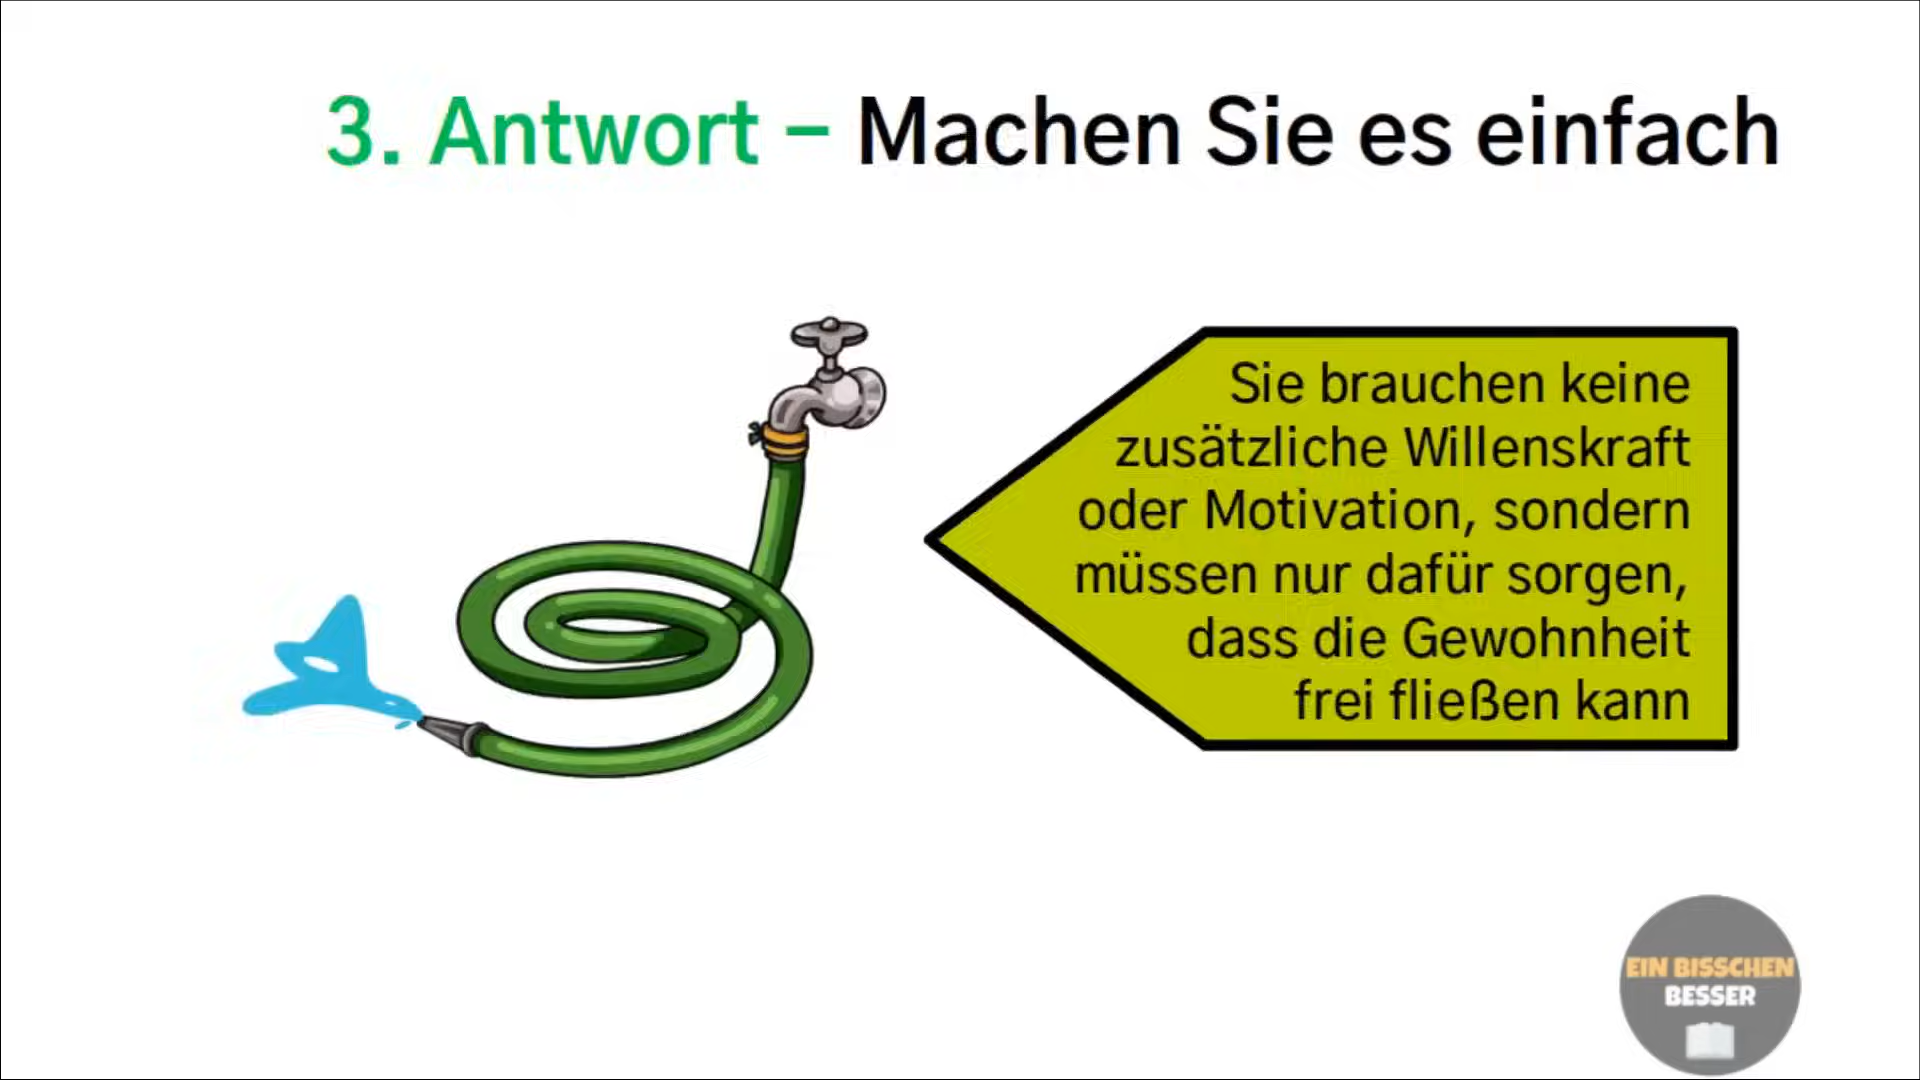 3. Antwort – Machen Sie es einfach
Sie brauchen keine
zusätzliche Willenskraft
oder Motivation, sondern
müssen nur dafür sorgen,
dass die Gewohnheit
frei fließen kann
EIN BISSCHEN
BESSER